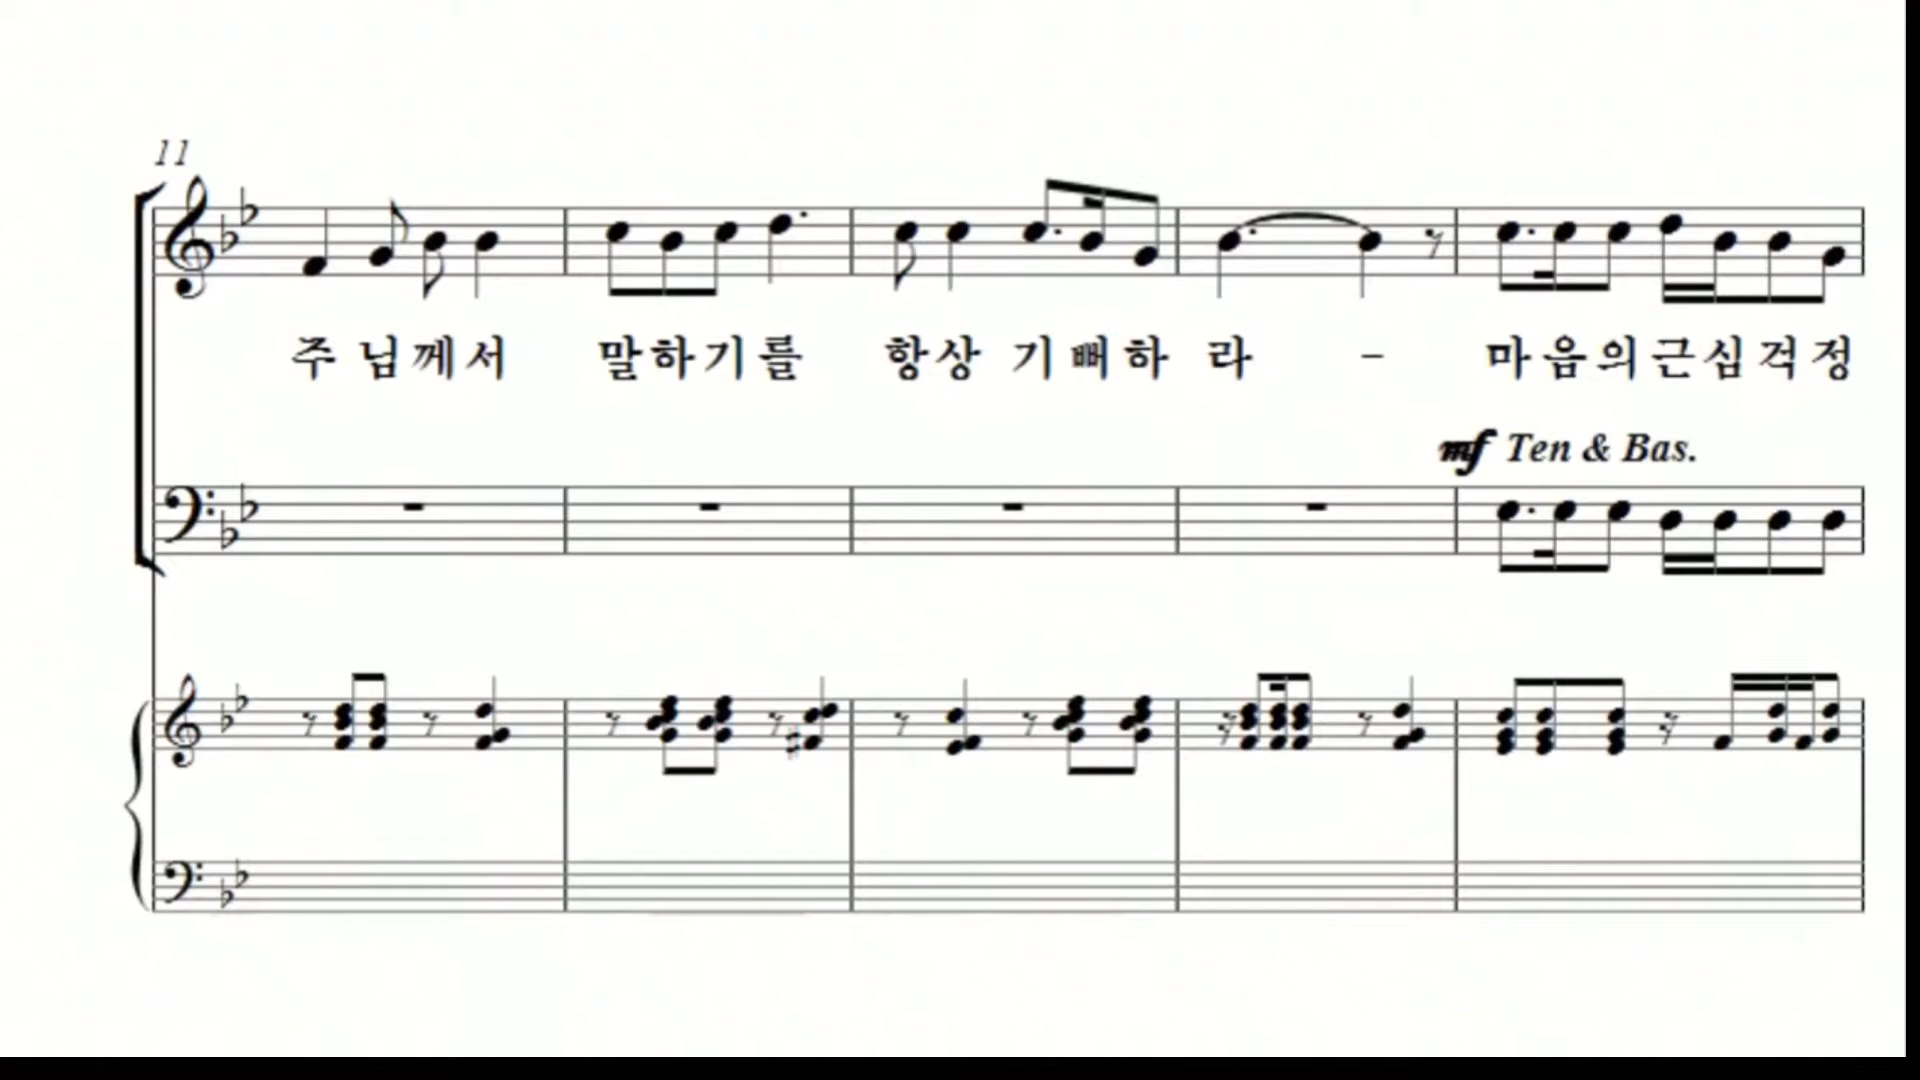 11
주 님께서 말하기를 항상 기뻐하 라 - 마음의근심걱정
mf Ten & Bas.